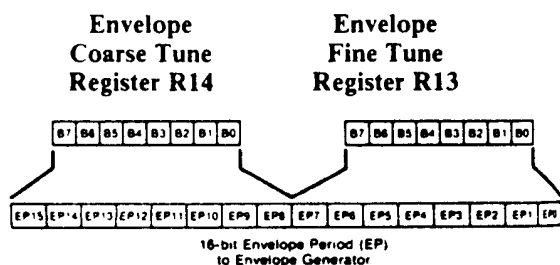 Envelope
Coarse Tune
Register R14
Envelope
Fine Tune
Register R13
B7 B6 B5 B4 B3 B2 B1 B0
B7 B6 B5 B4 B3 B2 B1 B0
EP15 EP14 EP13 EP12 EP11 EP10 EP9 EP8 EP7 EP6 EP5 EP4 EP3 EP2 EP1 EP0
16-bit Envelope Period (EP)
to Envelope Generator